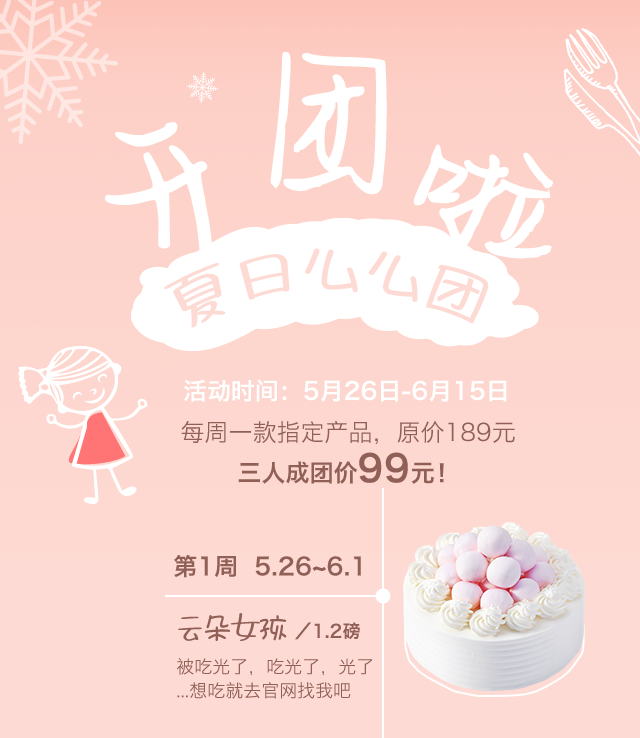 开团啦
夏日心心团
活动时间：5月26日-6月15日
每周一款指定产品，原价189元
三人成团价99元！
第1周 5.26~6.1
云朵女孩 /1.2磅
被吃光了，吃光了，光了
...想吃就去官网找我吧